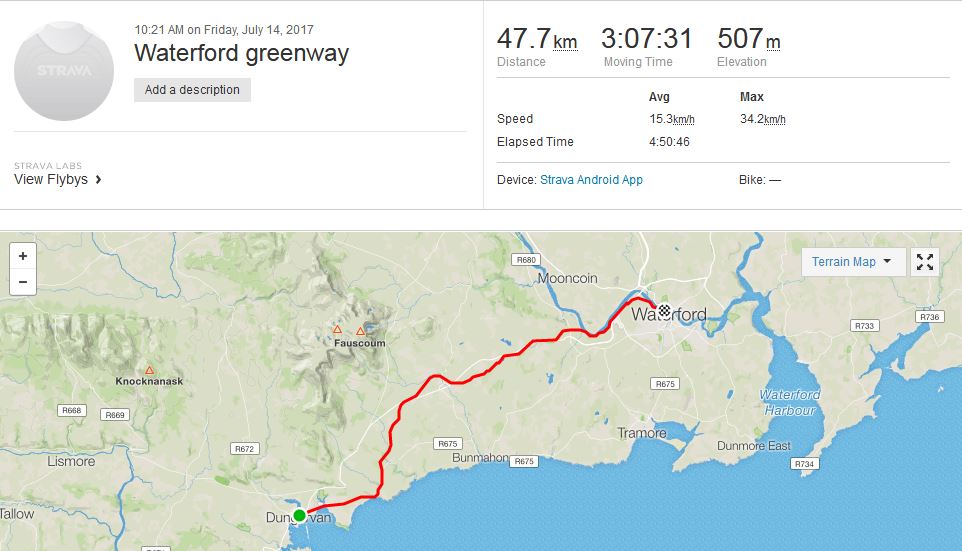 10:21 AM on Friday, July 14, 2017
Waterford greenway
STRAVA
Add a description
STRAVA LABS
View Flybys
47.7km 3:07:31 507m
Distance Moving Time Elevation
Avg Max
Speed 15.3km/h 34.2km/h
Elapsed Time 4:50:46
Device: Strava Android App Bike: —
+
−
Terrain Map
R680
Mooncoin
Waterford
R736
R733
Fauscoum
Knocknanask
R675
Waterford
Harbour
R668
R669
R672
R675
Tramore
Dunmore East
Lismore
Bunmahon
R675
R734
Tallow
Dungarvan